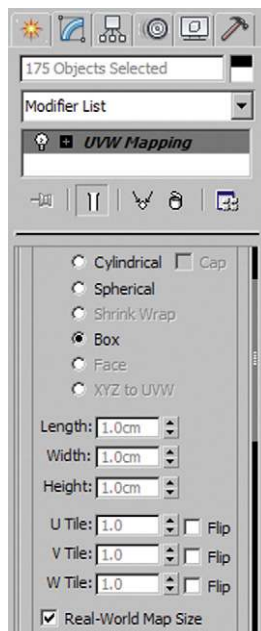 175 Objects Selected
Modifier List
UVW Mapping
Cylindrical Cap
Spherical
Shrink Wrap
Box
Face
XYZ to UVW
Length: 1.0cm
Width: 1.0cm
Height: 1.0cm
U Tile: 1.0 Flip
V Tile: 1.0 Flip
W Tile: 1.0 Flip
Real-World Map Size